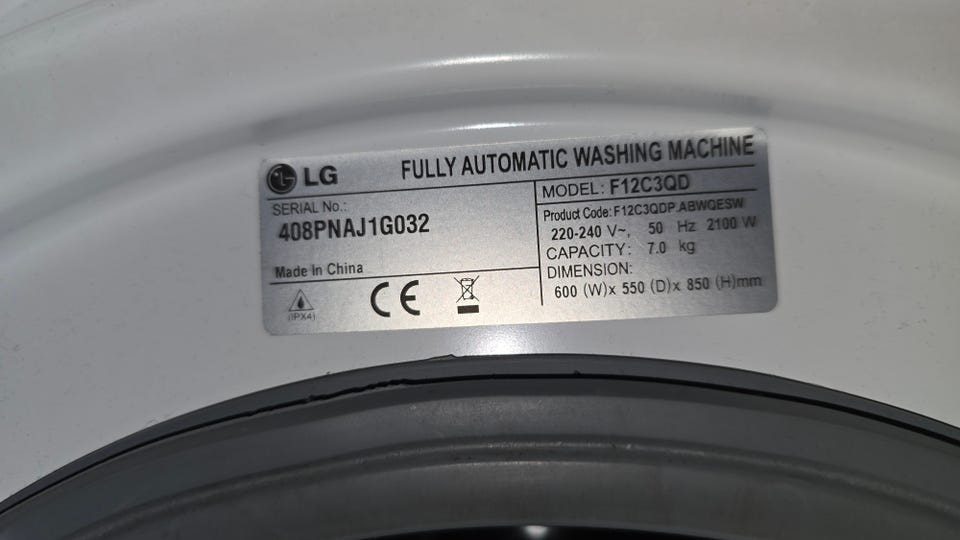 LG FULLY AUTOMATIC WASHING MACHINE
SERIAL No.:
408PNAJ1G032
Made in China
(IPX4)
CE
MODEL: F12C3QD
Product Code: F12C3QDP.ABWQESW
220-240 V~, 50 Hz 2100 W
CAPACITY: 7.0 kg
DIMENSION:
600 (W)x 550 (D)x 850 (H)mm